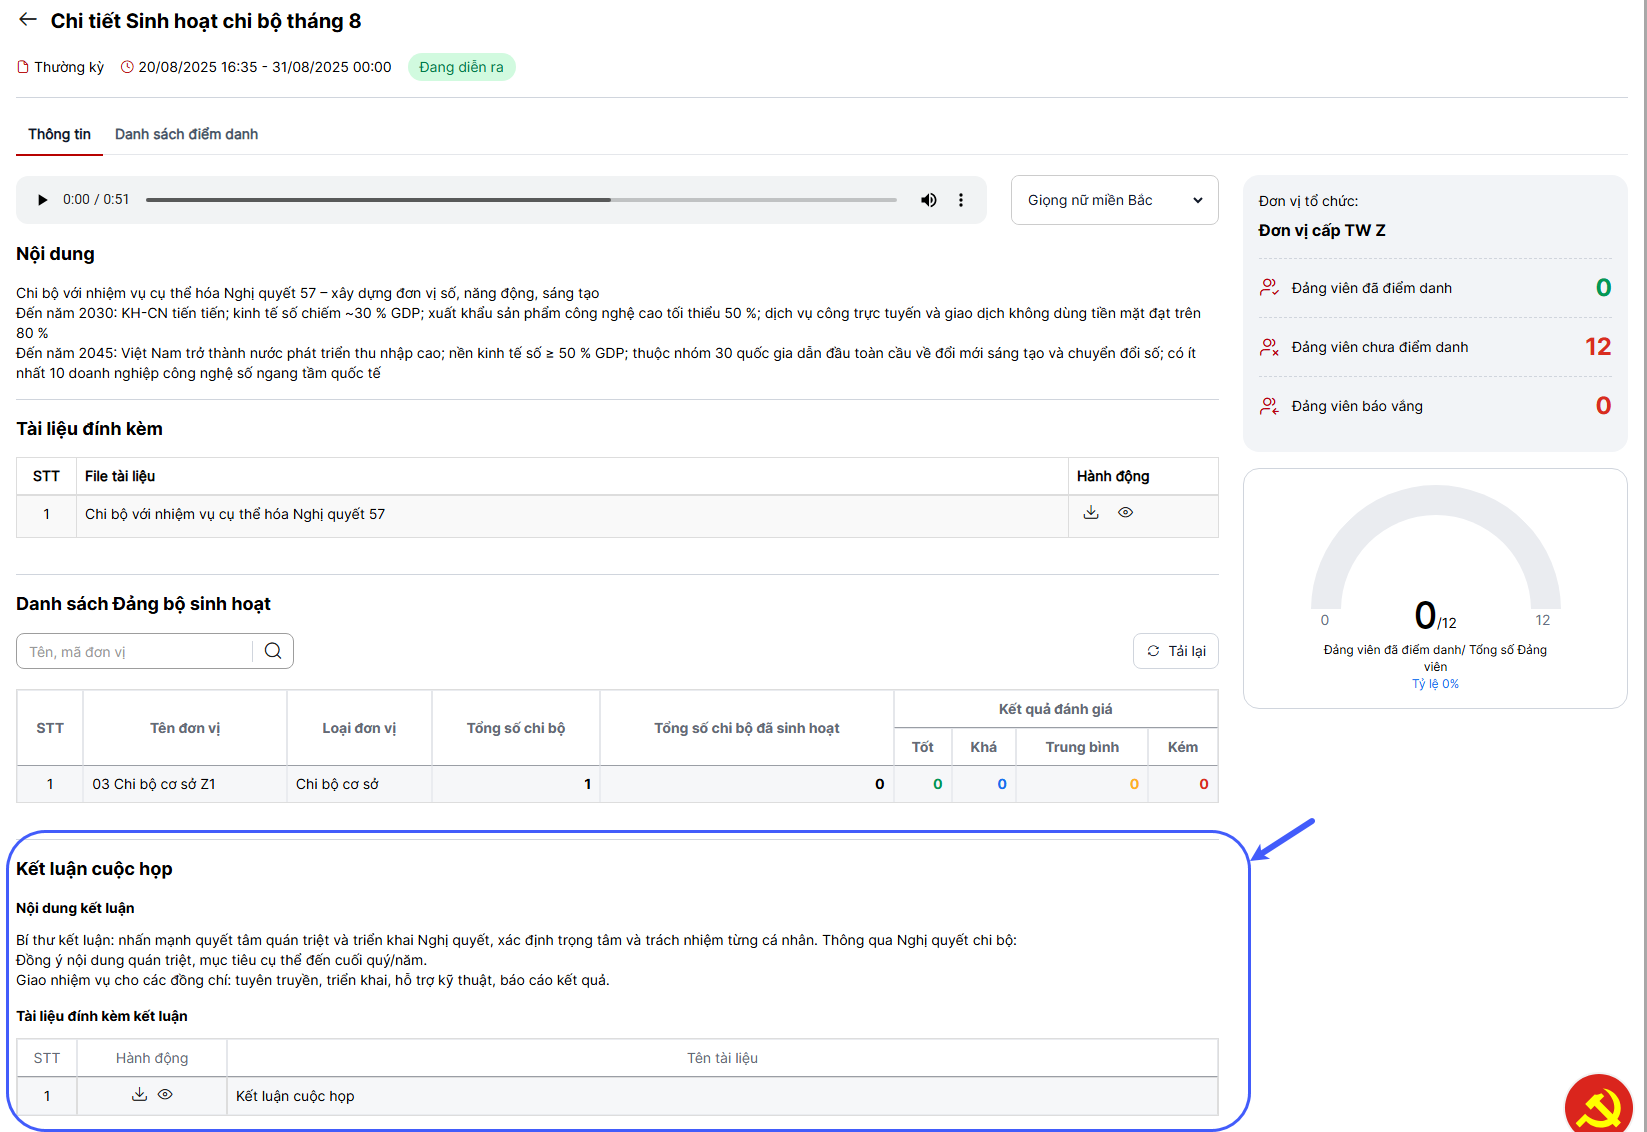 Chi tiết Sinh hoạt chi bộ tháng 8
Thường kỳ 20/08/2025 16:35 - 31/08/2025 00:00 Đang diễn ra
Thông tin Danh sách điểm danh
0:00 / 0:51 Giọng nữ miền Bắc
Nội dung
Chi bộ với nhiệm vụ cụ thể hóa Nghị quyết 57 – xây dựng đơn vị số, năng động, sáng tạo
Đến năm 2030: KH-CN tiến tiến; kinh tế số chiếm ~30 % GDP; xuất khẩu sản phẩm công nghệ cao tối thiểu 50 %; dịch vụ công trực tuyến và giao dịch không dùng tiền mặt đạt trên
80 %
Đến năm 2045: Việt Nam trở thành nước phát triển thu nhập cao; nền kinh tế số ≥ 50 % GDP; thuộc nhóm 30 quốc gia dẫn đầu toàn cầu về đổi mới sáng tạo và chuyển đổi số; có ít
nhất 10 doanh nghiệp công nghệ số ngang tầm quốc tế
Tài liệu đính kèm
STT File tài liệu Hành động
1 Chi bộ với nhiệm vụ cụ thể hóa Nghị quyết 57
Danh sách Đảng bộ sinh hoạt
Tên, mã đơn vị Tải lại
STT Tên đơn vị Loại đơn vị Tổng số chi bộ Tổng số chi bộ đã sinh hoạt Kết quả đánh giá
Tốt Khá Trung bình Kém
1 03 Chi bộ cơ sở Z1 Chi bộ cơ sở 1 0 0 0 0 0
Kết luận cuộc họp
Nội dung kết luận
Bí thư kết luận: nhấn mạnh quyết tâm quán triệt và triển khai Nghị quyết, xác định trọng tâm và trách nhiệm từng cá nhân. Thông qua Nghị quyết chi bộ:
Đồng ý nội dung quán triệt, mục tiêu cụ thể đến cuối quý/năm.
Giao nhiệm vụ cho các đồng chí: tuyên truyền, triển khai, hỗ trợ kỹ thuật, báo cáo kết quả.
Tài liệu đính kèm kết luận
STT Hành động Tên tài liệu
1 Kết luận cuộc họp
Đơn vị tổ chức:
Đơn vị cấp TW Z
Đảng viên đã điểm danh 0
Đảng viên chưa điểm danh 12
Đảng viên báo vắng 0
0 0/12 12
Đảng viên đã điểm danh/ Tổng số Đảng
viên
Tỷ lệ 0%